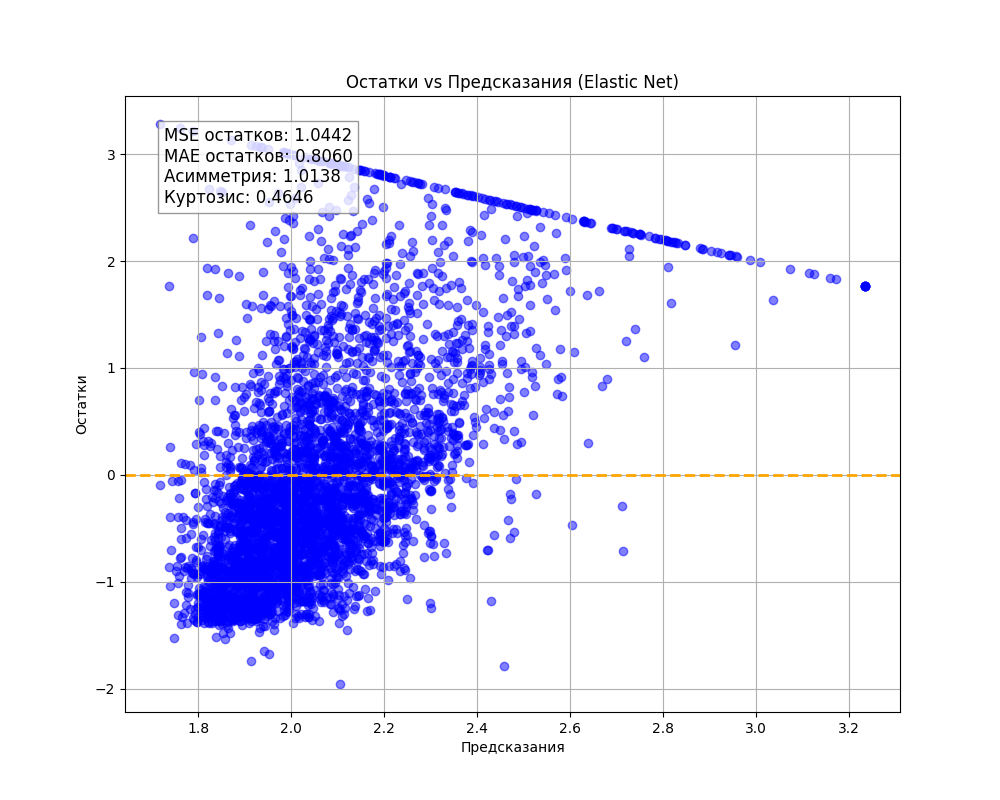 Остатки vs Предсказания (Elastic Net)
MSE остатков: 1.0442
MAE остатков: 0.8060
Асимметрия: 1.0138
Куртозис: 0.4646
Остатки
3
2
1
0
−1
−2
1.8 2.0 2.2 2.4 2.6 2.8 3.0 3.2
Предсказания